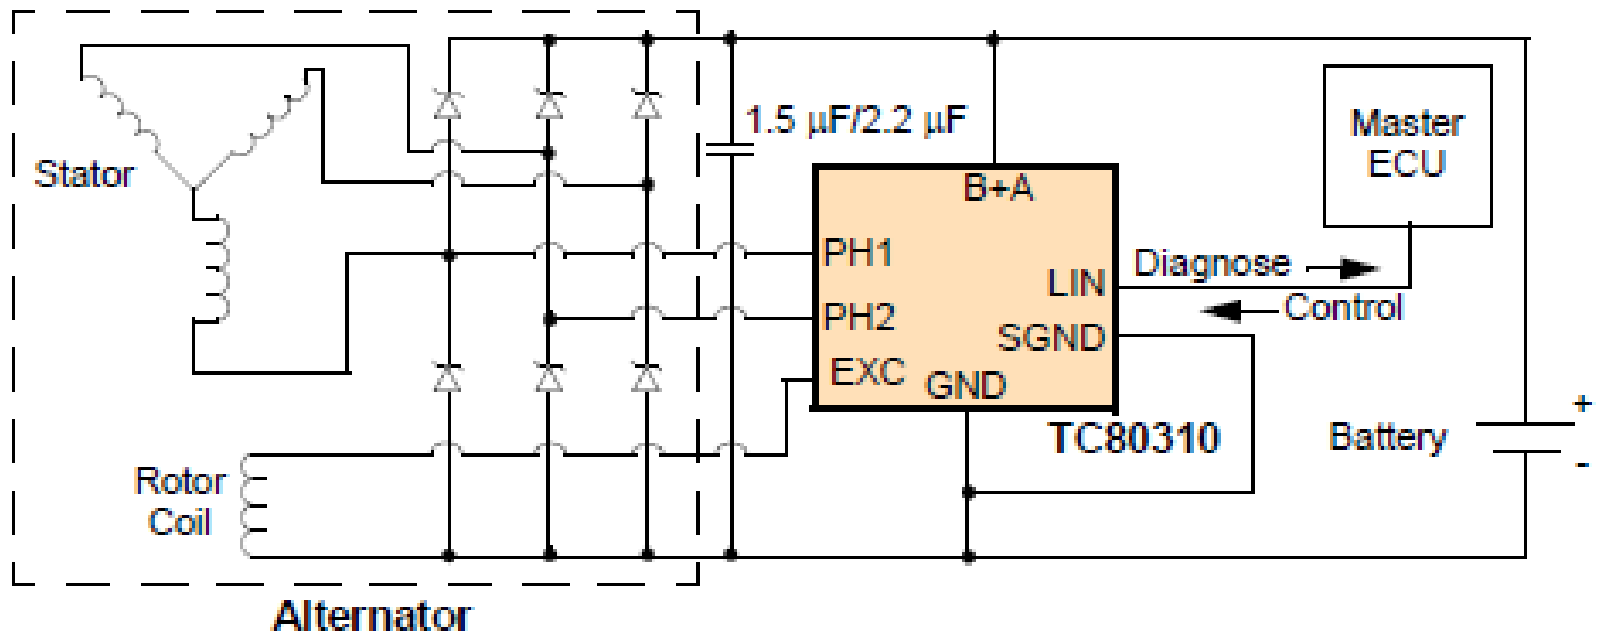 1.5 μF/2.2 μF
Master
ECU
Stator
B+A
PH1
Diagnose
LIN
Control
PH2
SGND
EXC
GND
+
TC80310
Battery
-
Rotor
Coil
Alternator